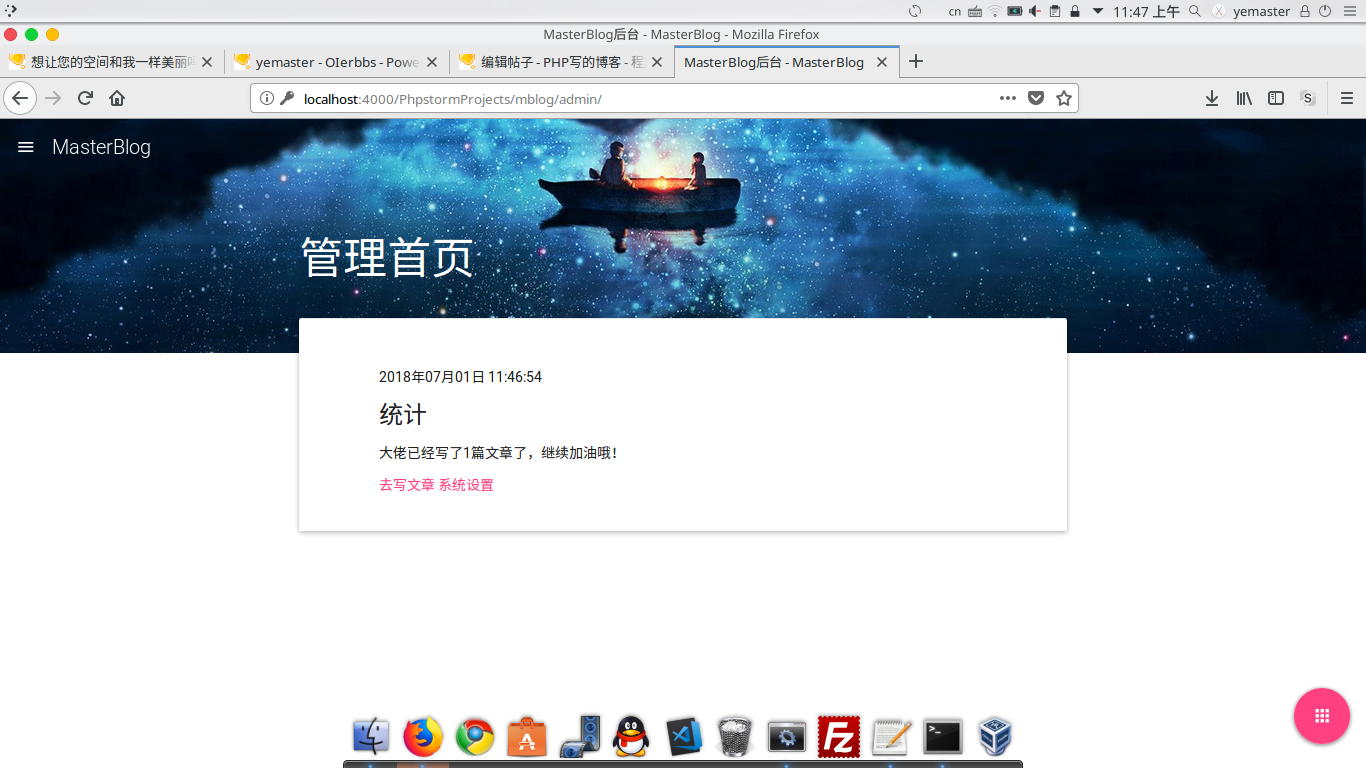 cn
11:47 上午
yemaster
MasterBlog后台 - MasterBlog - Mozilla Firefox
想让您的空间和我一样美丽
yemaster - OIerbbs - Powe
编辑帖子 - PHP写的博客 - 程
MasterBlog后台 - MasterBlog
localhost:4000/PhpstormProjects/mblog/admin/
S
MasterBlog
管理首页
2018年07月01日 11:46:54
统计
大佬已经写了1篇文章了，继续加油哦！
去写文章 系统设置
Fz